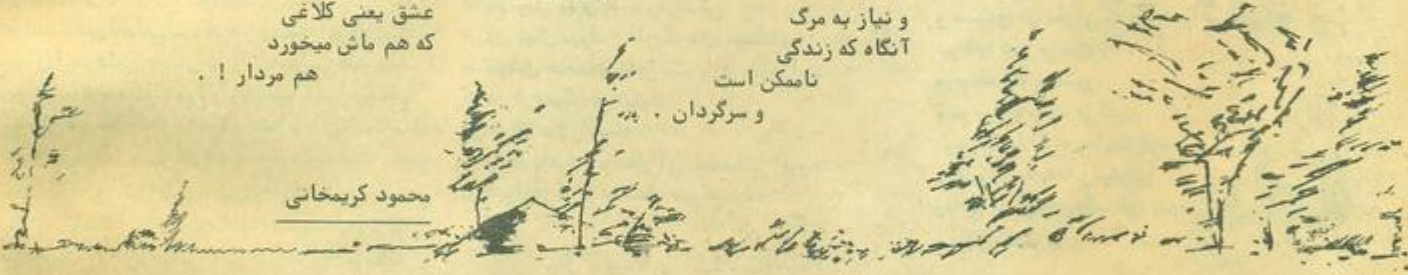 و نیاز به مرگ
آنگاه که زندگی
ناممکن است
و سرگردان .
عشق یعنی کلاغی
که هم ماش میخورد
هم مردار ! .
محمود کریمخانی